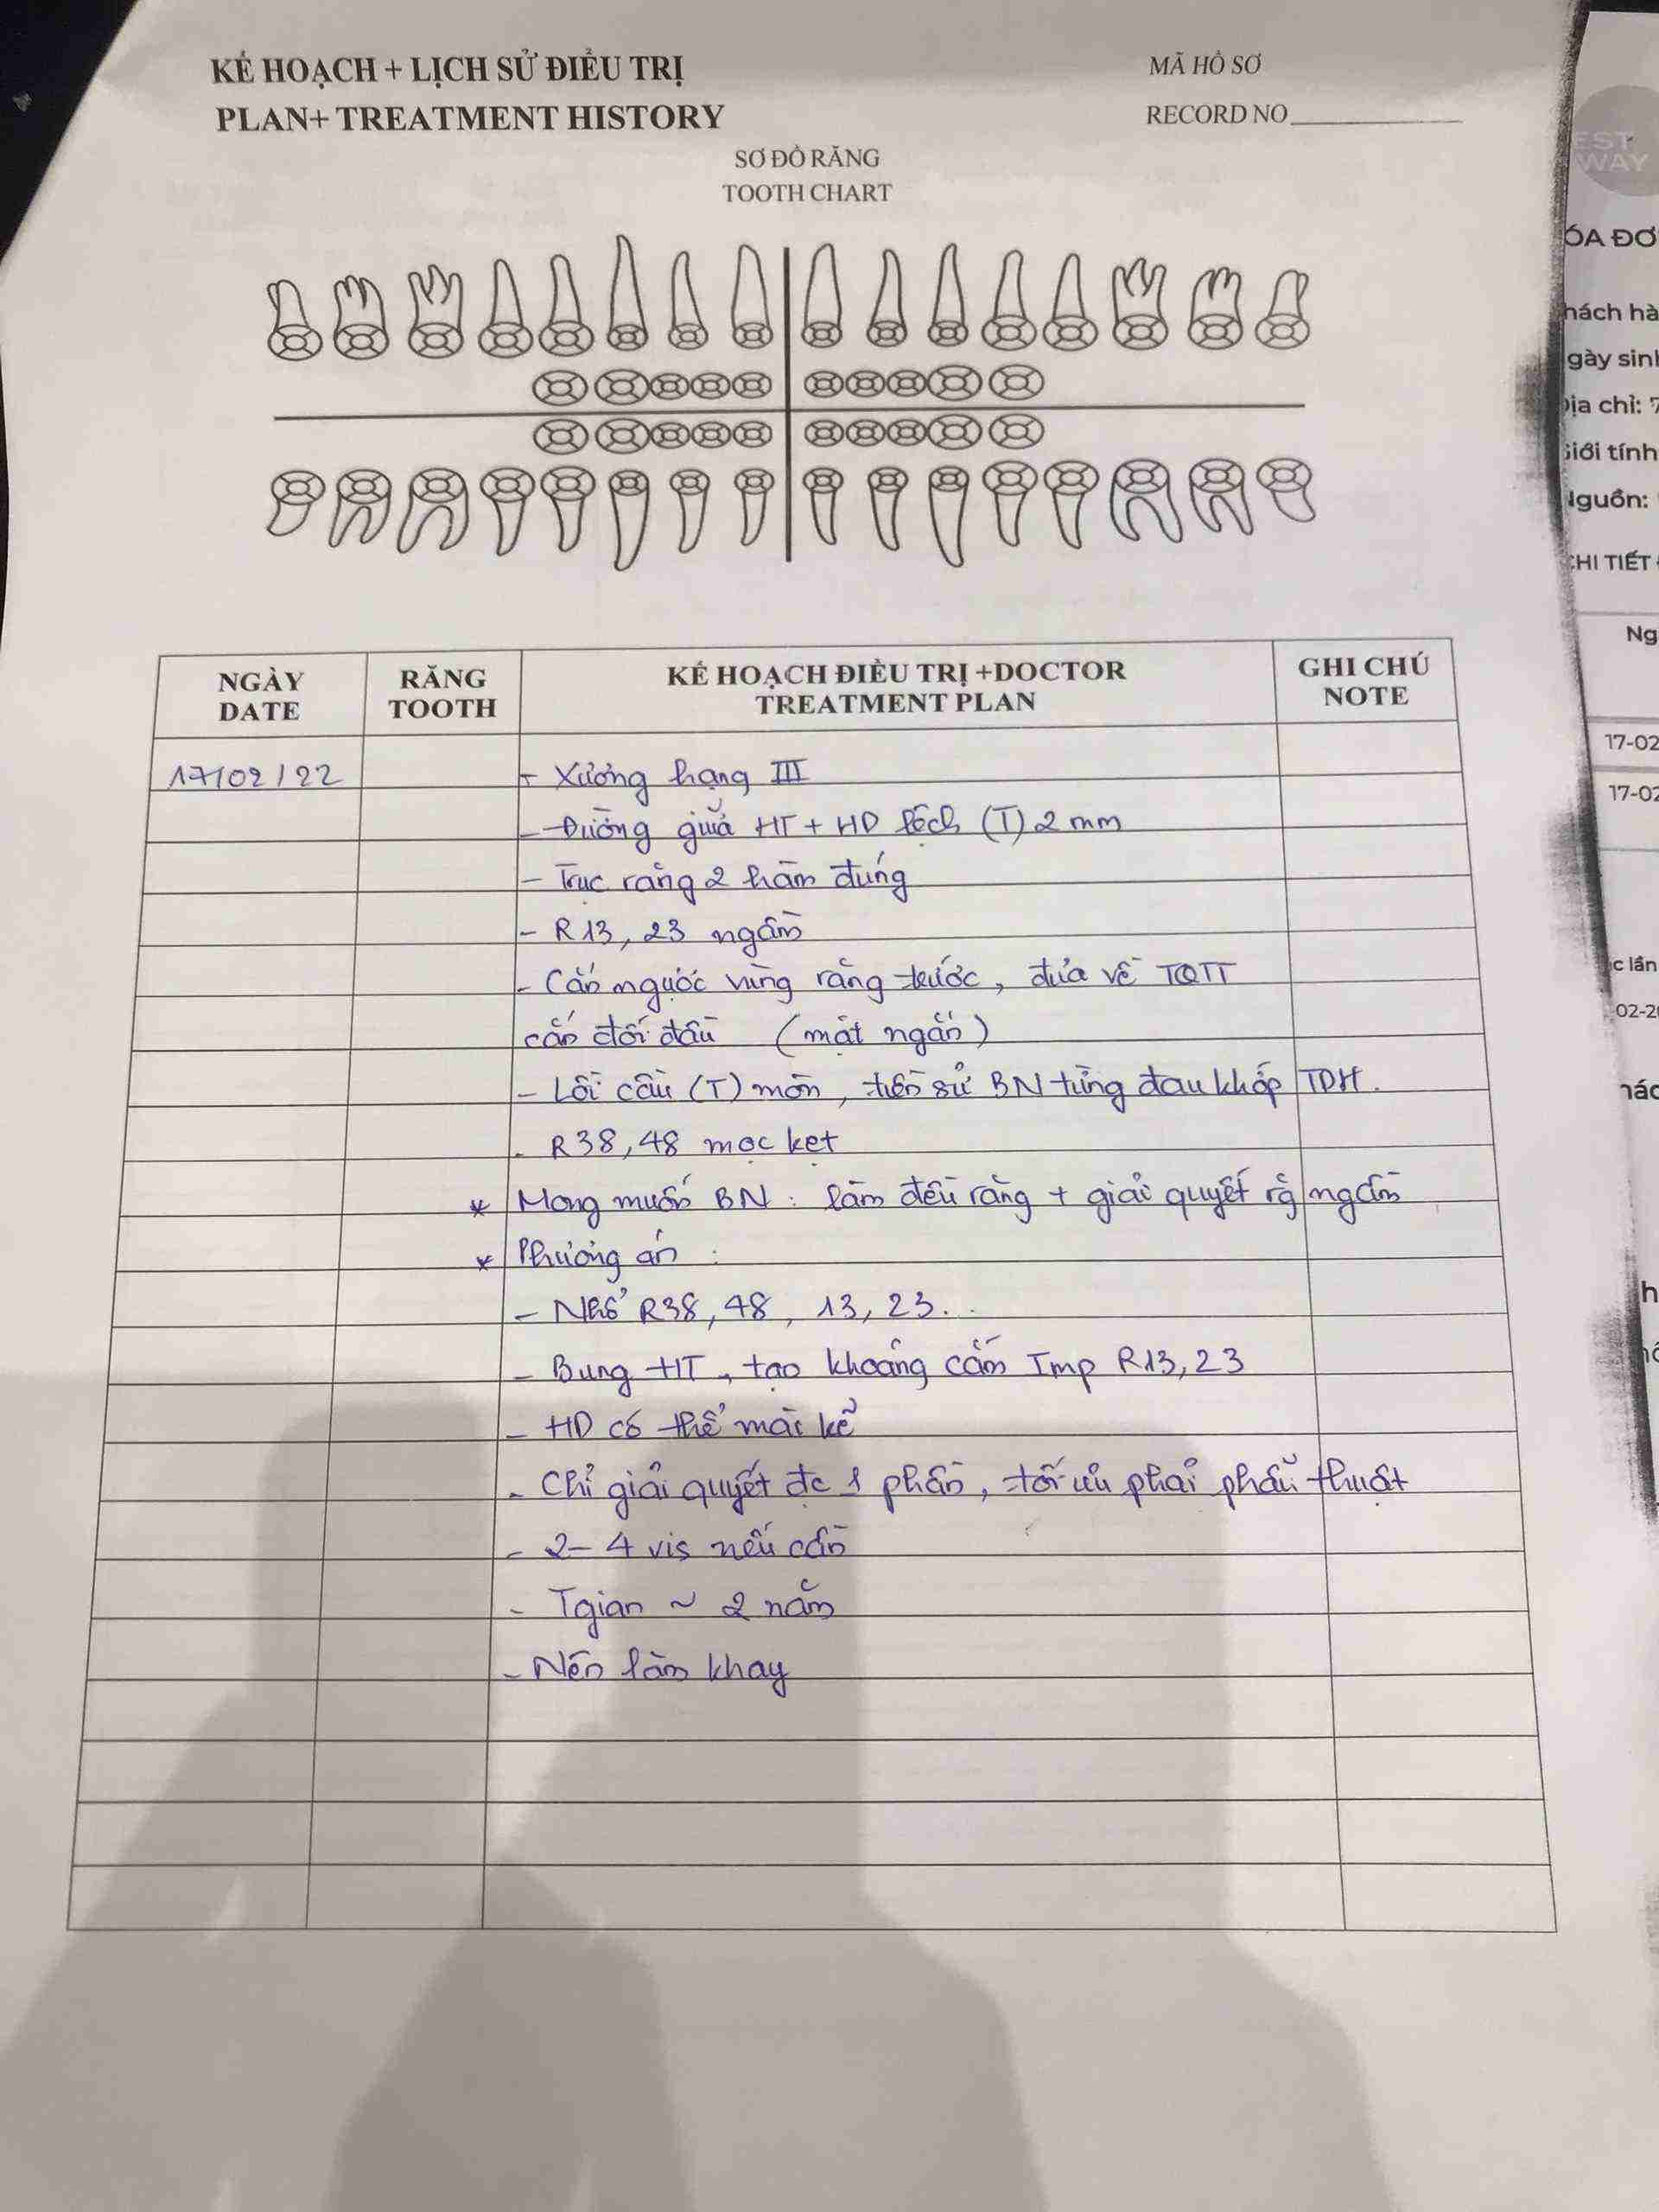 KẾ HOẠCH + LỊCH SỬ ĐIỀU TRỊ
PLAN+ TREATMENT HISTORY
MÃ HỒ SƠ
RECORD NO
SƠ ĐỒ RĂNG
TOOTH CHART
NGÀY
DATE
RĂNG
TOOTH
KẾ HOẠCH ĐIỀU TRỊ +DOCTOR
TREATMENT PLAN
GHI CHÚ
NOTE
17/02/22
- Xương hạng III
- Đường giữa HT + HD lệch (T) 2 mm
- Trục răng 2 hàm đứng
- R13, 23 ngầm
- Cắn ngược vùng răng trước, đưa về TQTT
cắn đối đầu (mặt ngắn)
- Lồi cầu (T) mòn, tiền sử BN từng đau khớp TDH.
- R38, 48 mọc kẹt
* Mong muốn BN: làm đều răng + giải quyết rg ngầm
* Phương án :
- Nhổ R38, 48, 13, 23..
- Bung HT, tạo khoảng cắm Imp R13, 23
- HD có thể mài kẽ
- Chỉ giải quyết đc 1 phần, tối ưu phải phẫu thuật
- 2-4 vis nếu cần
- Tgian ~ 2 năm
- Nên làm khay
EST
WAY
ÓA ĐƠ
hách hà
gày sinh
Địa chỉ: 7
Giới tính
Nguồn:
CHI TIẾT
Ng
17-02
17-02
c lần
02-2